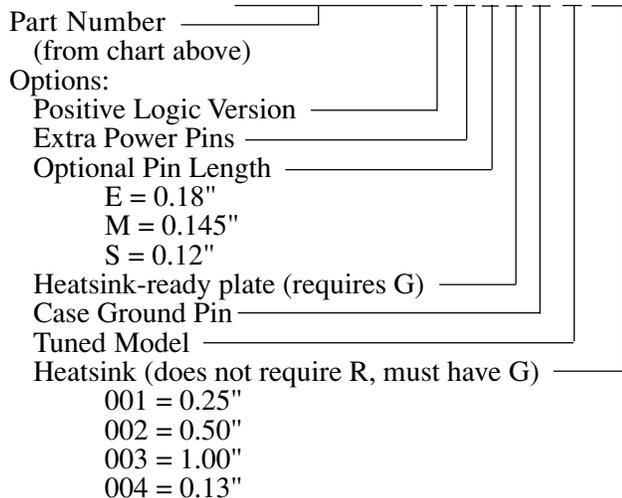 Part Number
(from chart above)
Options:
Positive Logic Version
Extra Power Pins
Optional Pin Length
E = 0.18"
M = 0.145"
S = 0.12"
Heatsink-ready plate (requires G)
Case Ground Pin
Tuned Model
Heatsink (does not require R, must have G)
001 = 0.25"
002 = 0.50"
003 = 1.00"
004 = 0.13"